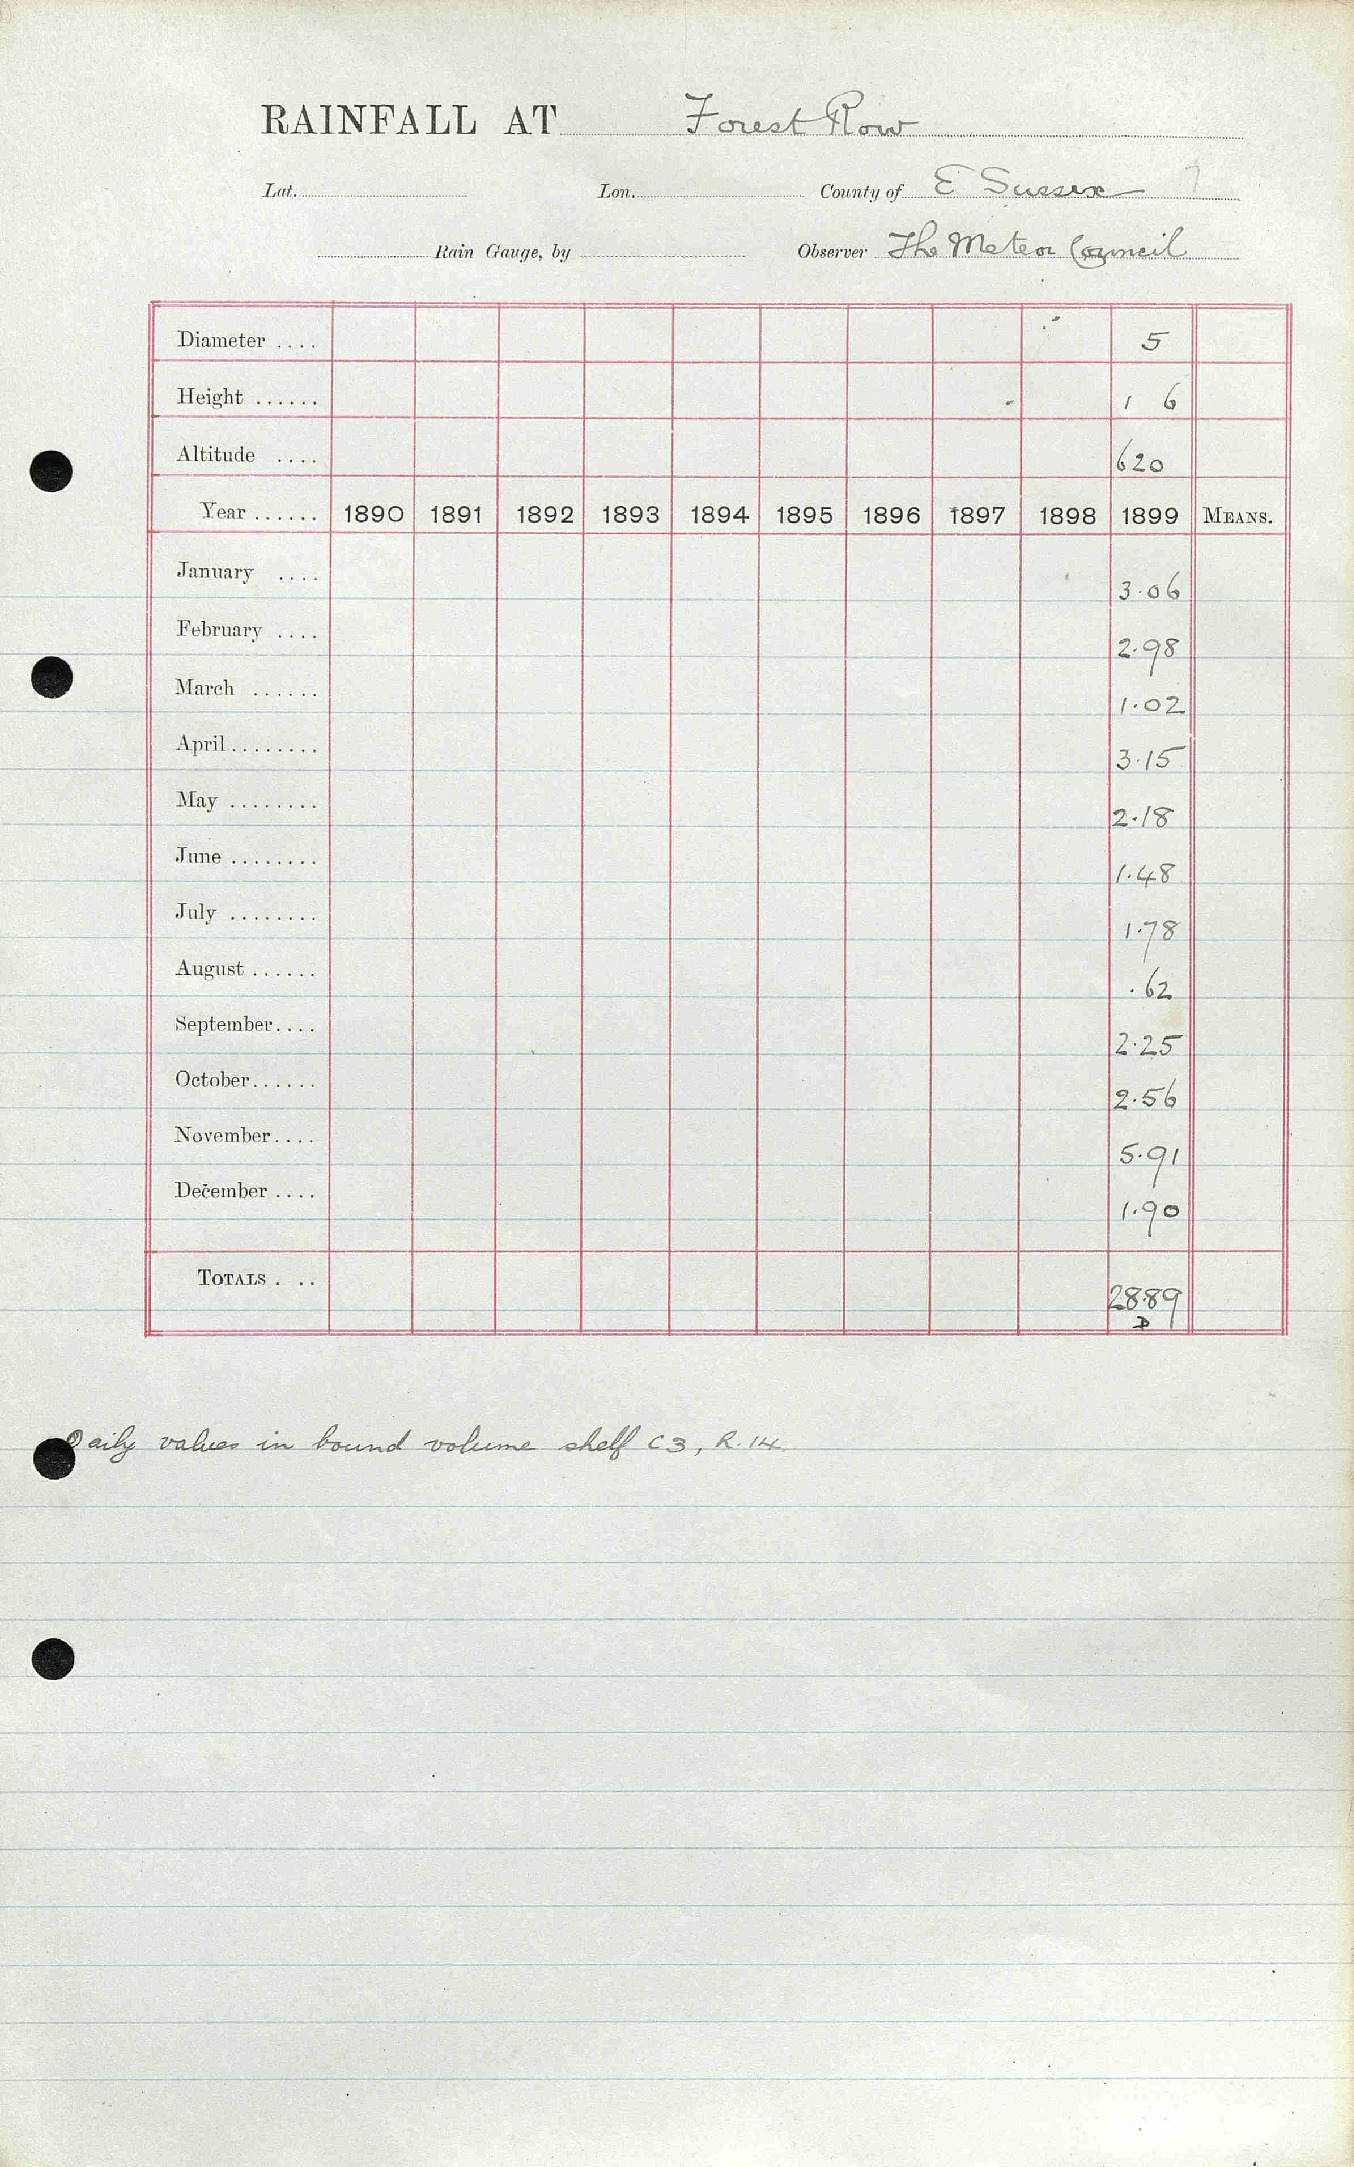 RAINFALL AT Forest Row
Lat. Lon. County of E Sussex 7
Rain Gauge, by Observer The Meteor Council
Diameter .... 5
Height ...... 1 6
Altitude .... 620
Year ...... 1890 1891 1892 1893 1894 1895 1896 1897 1898 1899 MEANS.
January .... 3.06
February .... 2.98
March ...... 1.02
April ........ 3.15
May ........ 2.18
June ........ 1.48
July ........ 1.78
August ...... .62
September.... 2.25
October...... 2.56
November.... 5.91
December .... 1.90
TOTALS . .. 28.89
D
Daily values in bound volume shelf C3, R.14.